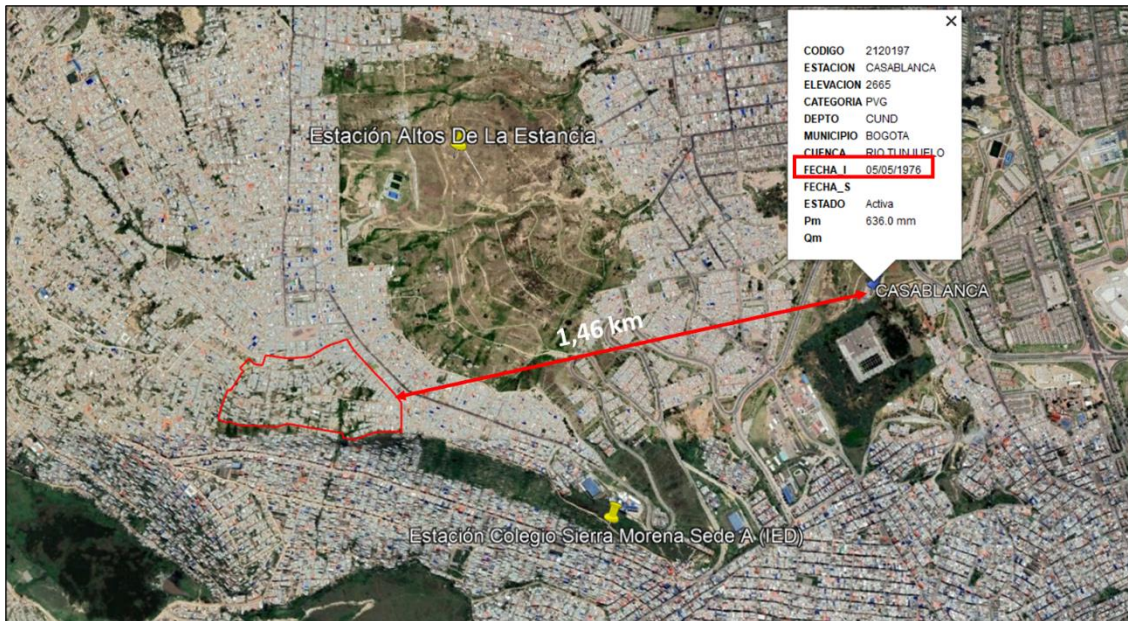 CODIGO 2120197
ESTACION CASABLANCA
ELEVACION 2665
CATEGORIA PVG
DEPTO CUND
MUNICIPIO BOGOTA
CUENCA RIO TUNJUELO
FECHA_I 05/05/1976
FECHA_S
ESTADO Activa
Pm 636.0 mm
Qm
Estación Altos De La Estancia
CASABLANCA
1,46 km
Estación Colegio Sierra Morena Sede A (IED)